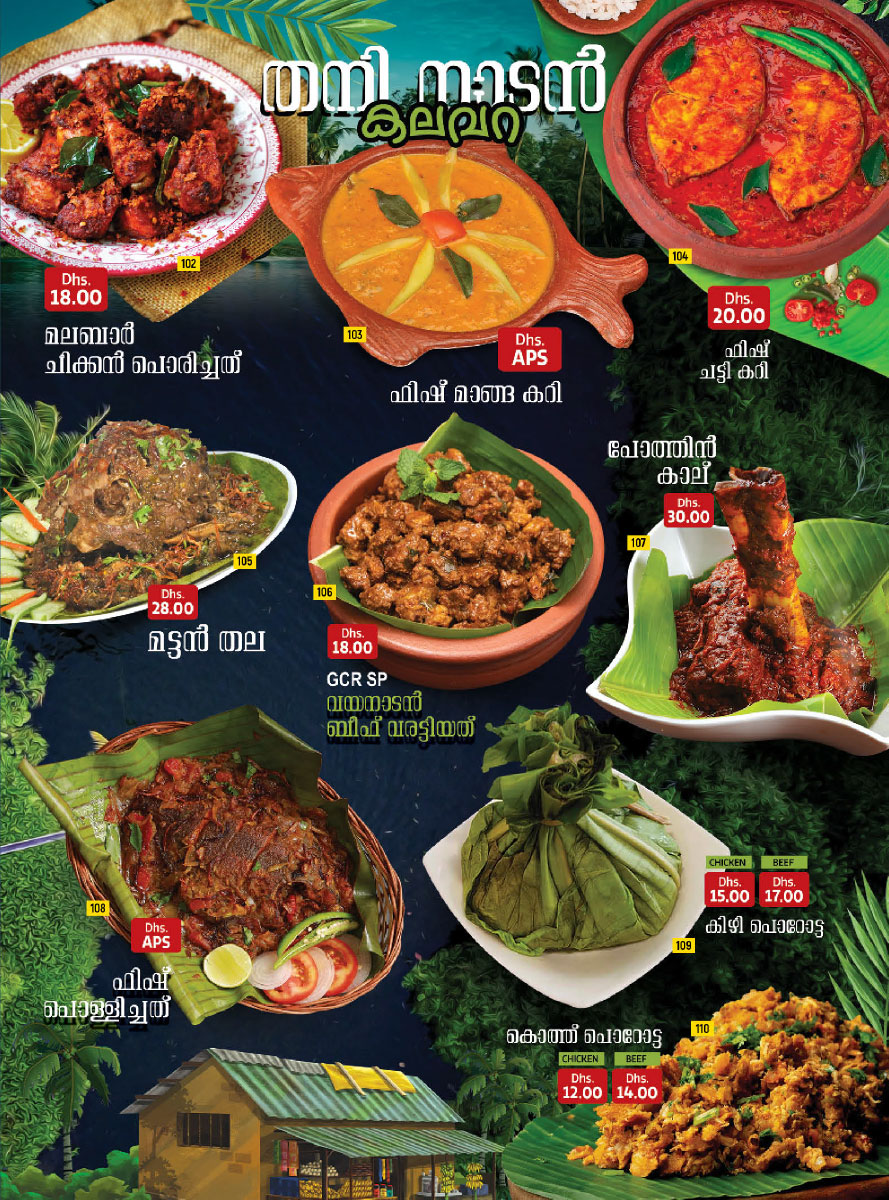 തനി നാടൻ
കലവറ
102
Dhs.
18.00
മലബാർ
ചിക്കൻ പൊരിച്ചത്
103
Dhs.
APS
ഫിഷ് മാങ്ങ കറി
104
Dhs.
20.00
ഫിഷ്
ചട്ടി കറി
105
Dhs.
28.00
മട്ടൻ തല
106
Dhs.
18.00
GCR SP
വയനാടൻ
ബീഫ് വരട്ടിയത്
പോത്തിൻ
കാല്
Dhs.
30.00
107
108
Dhs.
APS
ഫിഷ്
പൊള്ളിച്ചത്
CHICKEN BEEF
Dhs. Dhs.
15.00 17.00
കിഴി പൊറോട്ട
109
കൊത്ത് പൊറോട്ട
110
CHICKEN BEEF
Dhs. Dhs.
12.00 14.00